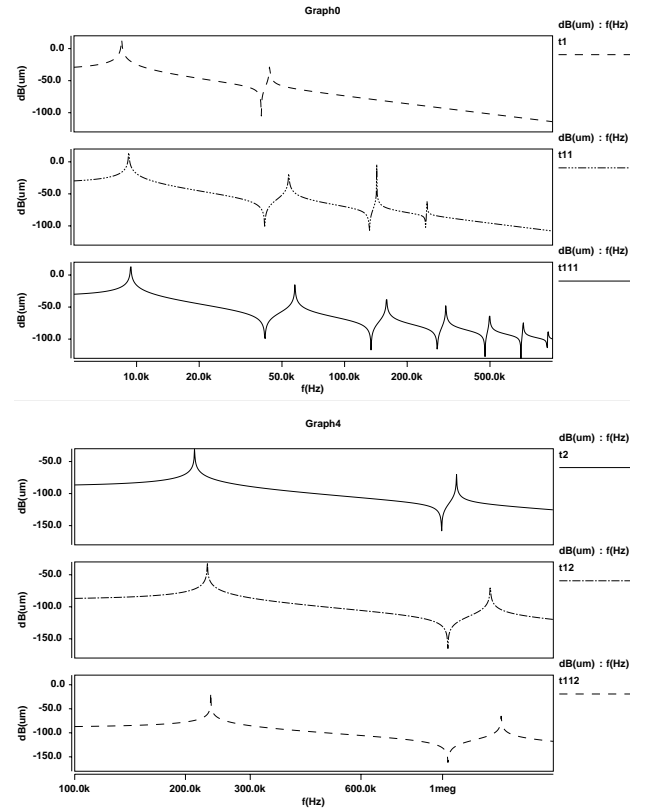 Graph0
dB(um) : f(Hz)
t1
0.0
-50.0
-100.0
dB(um)
dB(um) : f(Hz)
t11
0.0
-50.0
-100.0
dB(um)
dB(um) : f(Hz)
t111
0.0
-50.0
-100.0
dB(um)
10.0k 20.0k 50.0k 100.0k 200.0k 500.0k
f(Hz)
Graph4
dB(um) : f(Hz)
t2
-50.0
-100.0
-150.0
dB(um)
dB(um) : f(Hz)
t12
-50.0
-100.0
-150.0
dB(um)
dB(um) : f(Hz)
t112
0.0
-50.0
-100.0
-150.0
dB(um)
100.0k 200.0k 300.0k 600.0k 1meg
f(Hz)